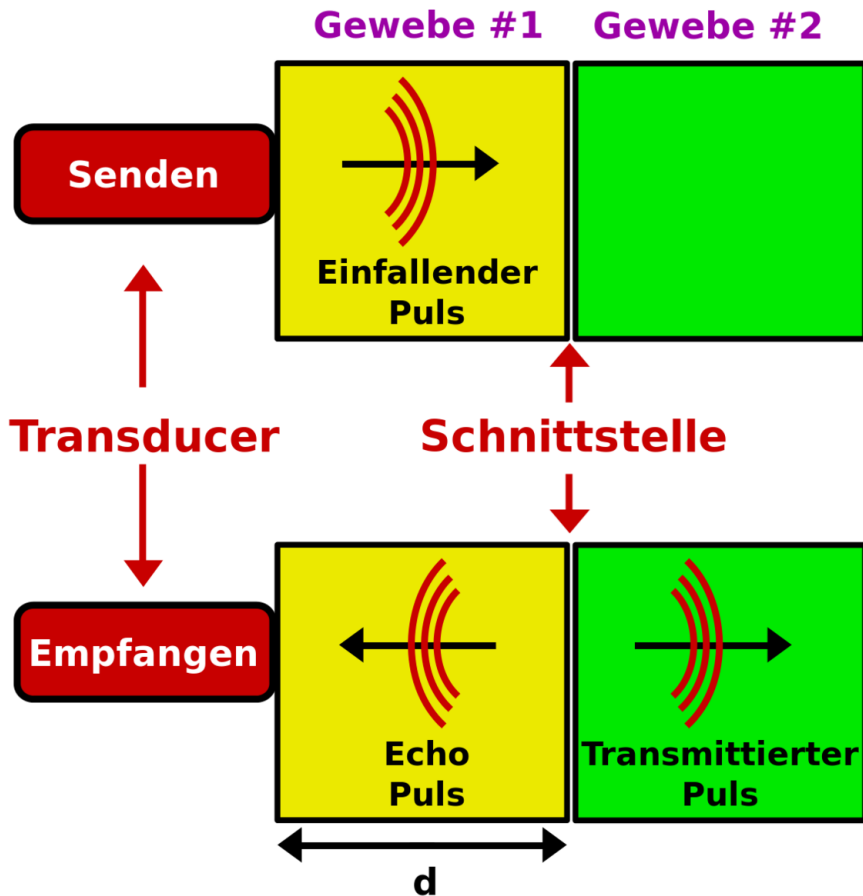 Gewebe #1
Gewebe #2
Senden
Einfallender
Puls
Transducer
Schnittstelle
Empfangen
Echo
Puls
Transmittierter
Puls
d